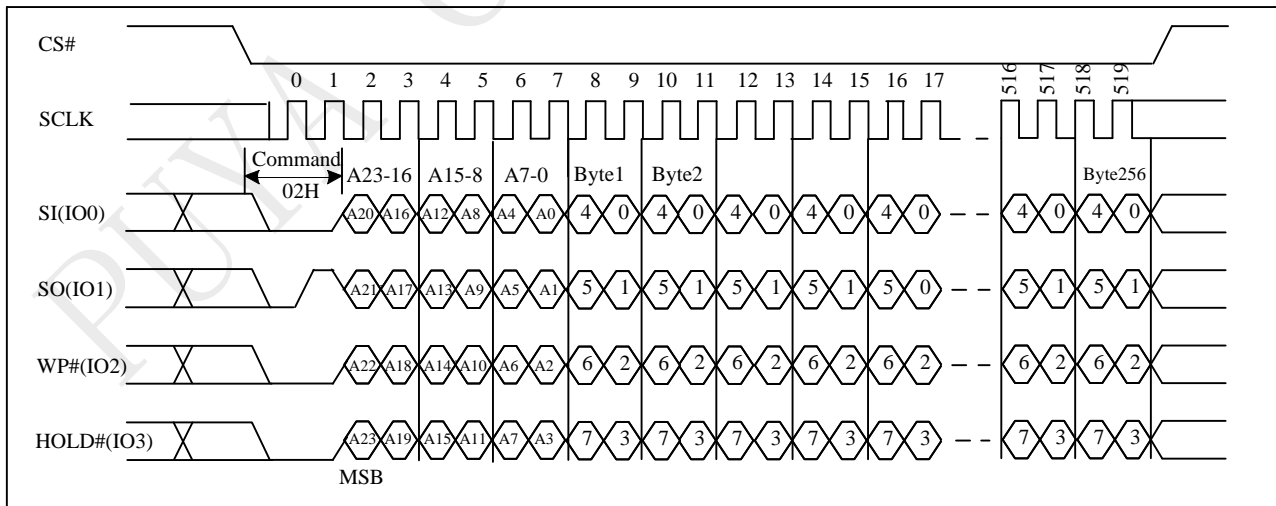 CS#
0 1 2 3 4 5 6 7 8 9 10 11 12 13 14 15 16 17 516 517 518 519
SCLK
Command
02H
A23-16 A15-8 A7-0 Byte1 Byte2 Byte256
SI(IO0) A20 A16 A12 A8 A4 A0 4 0 4 0 4 0 4 0 4 0 4 0 4 0
SO(IO1) A21 A17 A13 A9 A5 A1 5 1 5 1 5 1 5 1 5 0 5 1 5 1
WP#(IO2) A22 A18 A14 A10 A6 A2 6 2 6 2 6 2 6 2 6 2 6 2 6 2
HOLD#(IO3) A23 A19 A15 A11 A7 A3 7 3 7 3 7 3 7 3 7 3 7 3 7 3
MSB
PUYA